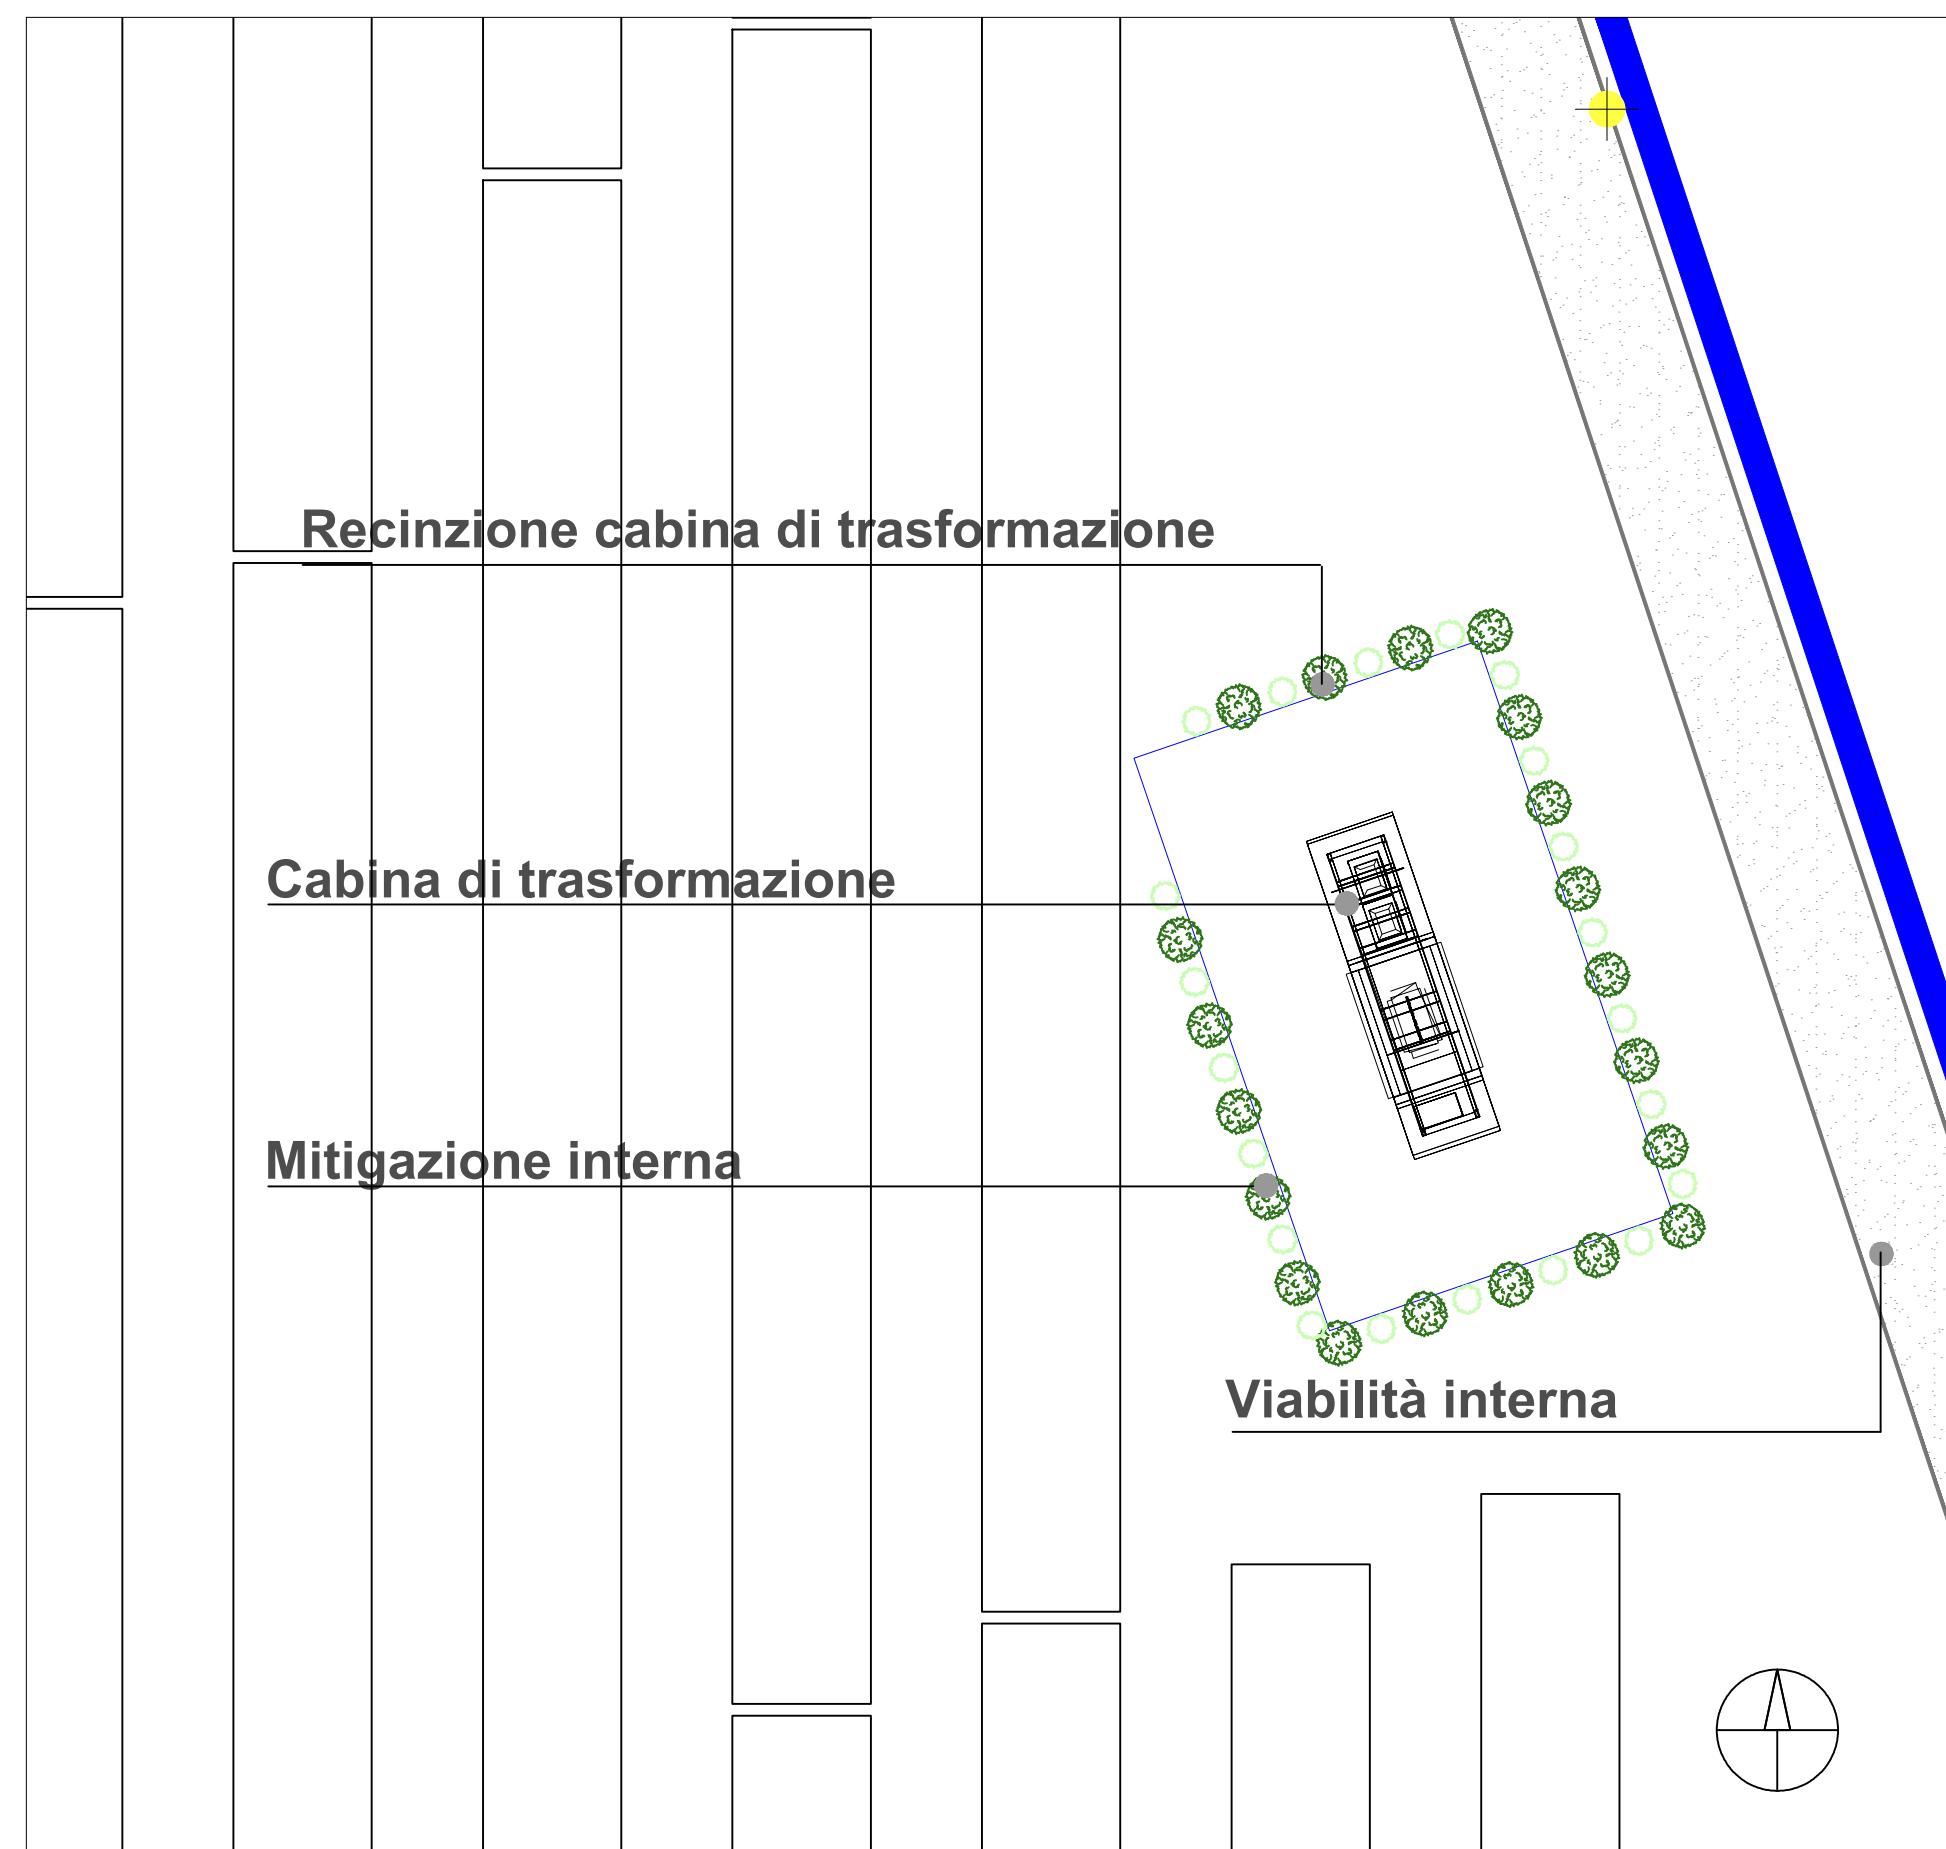 Recinzione cabina di trasformazione
Cabina di trasformazione
Mitigazione interna
Viabilità interna